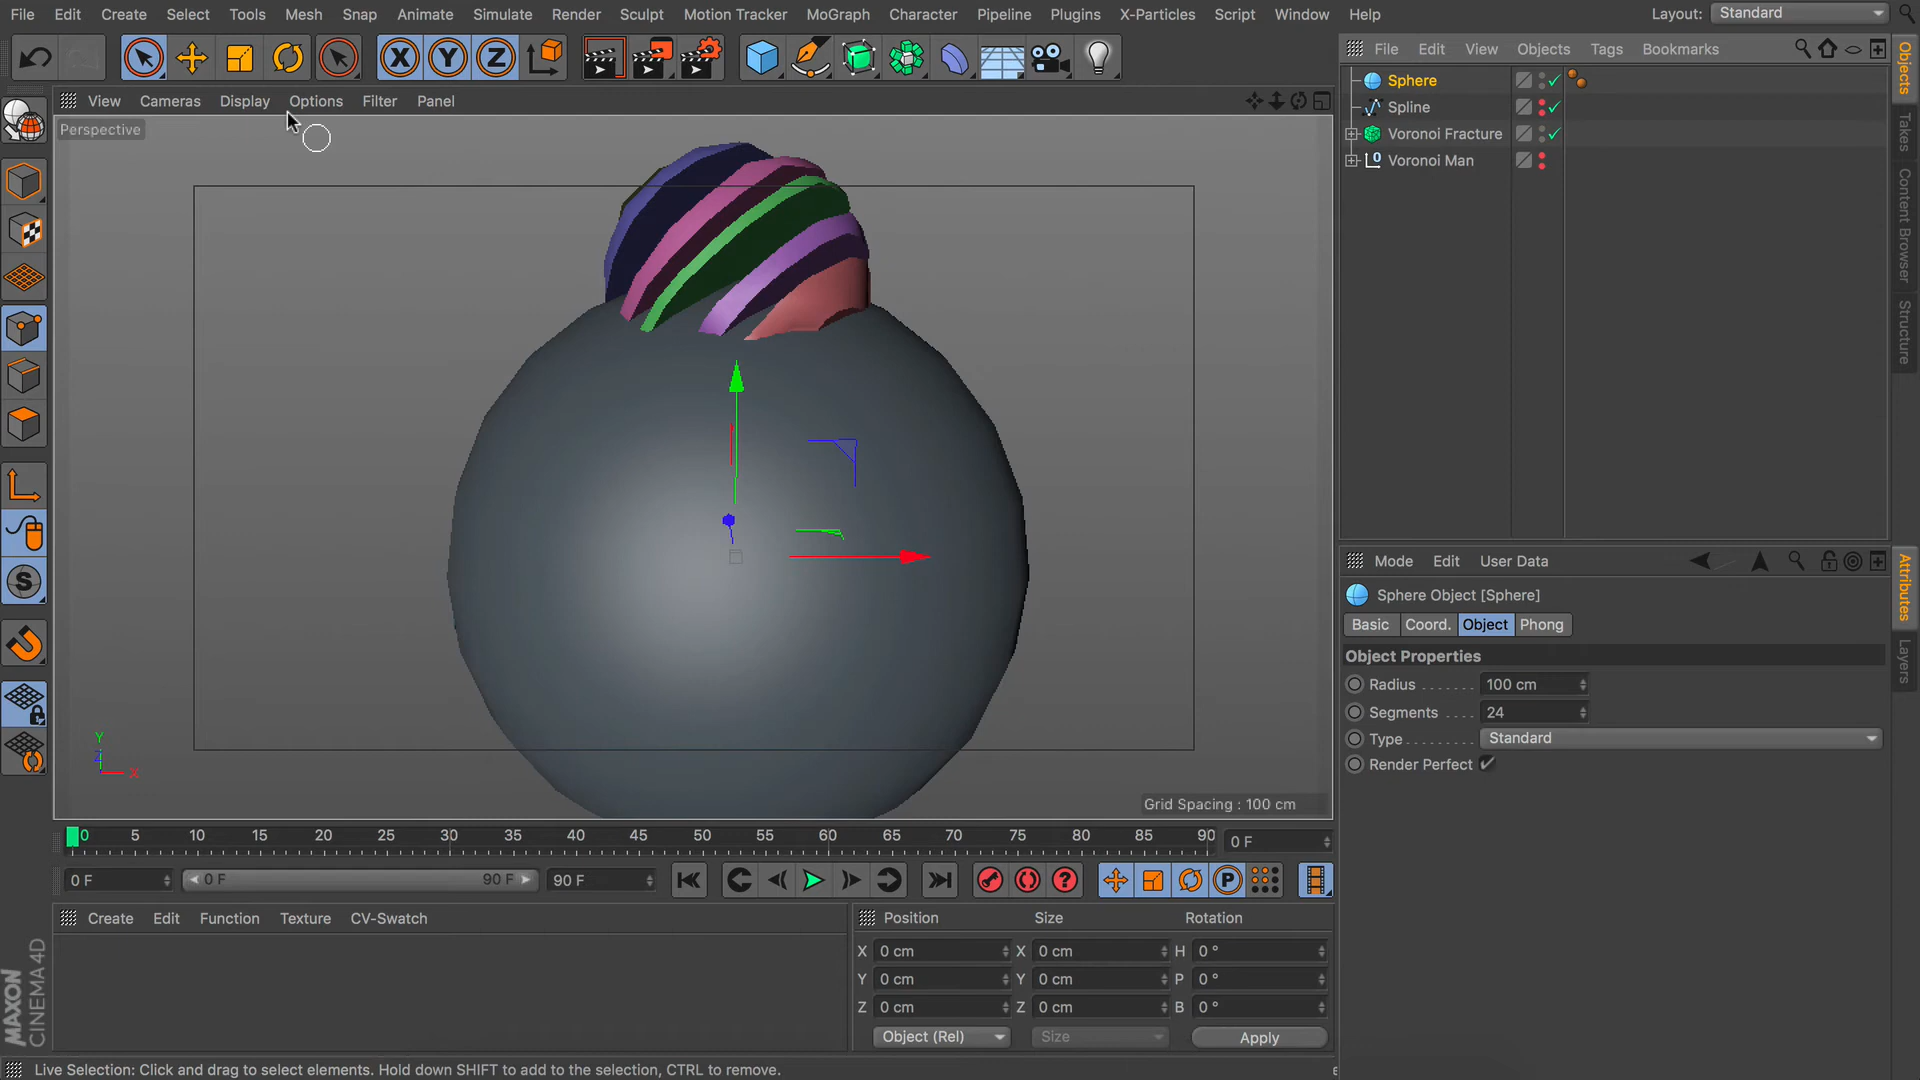 File Edit Create Select Tools Mesh Snap Animate Simulate Render Sculpt Motion Tracker MoGraph Character Pipeline Plugins X-Particles Script Window Help Layout: Standard
File Edit View Objects Tags Bookmarks
View Cameras Display Options Filter Panel
Perspective
Sphere
Spline
Voronoi Fracture
Voronoi Man
Objects
Takes
Content Browser
Structure
X Y Z
Grid Spacing : 100 cm
Mode Edit User Data
Sphere Object [Sphere]
Basic Coord. Object Phong
Object Properties
Radius 100 cm
Segments 24
Type Standard
Render Perfect
Attributes
Layers
0 5 10 15 20 25 30 35 40 45 50 55 60 65 70 75 80 85 90 0 F
0 F 0 F 90 F 90 F
Create Edit Function Texture CV-Swatch
Position Size Rotation
X 0 cm X 0 cm H 0 °
Y 0 cm Y 0 cm P 0 °
Z 0 cm Z 0 cm B 0 °
Object (Rel) Size Apply
MAXON
CINEMA 4D
Live Selection: Click and drag to select elements. Hold down SHIFT to add to the selection, CTRL to remove.